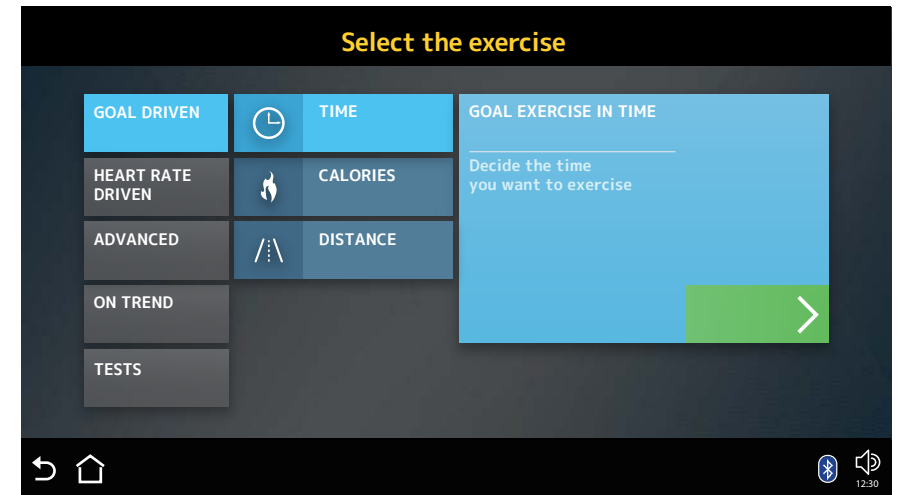 Select the exercise
GOAL DRIVEN
HEART RATE
DRIVEN
ADVANCED
ON TREND
TESTS
TIME
CALORIES
DISTANCE
GOAL EXERCISE IN TIME
Decide the time
you want to exercise
12:30